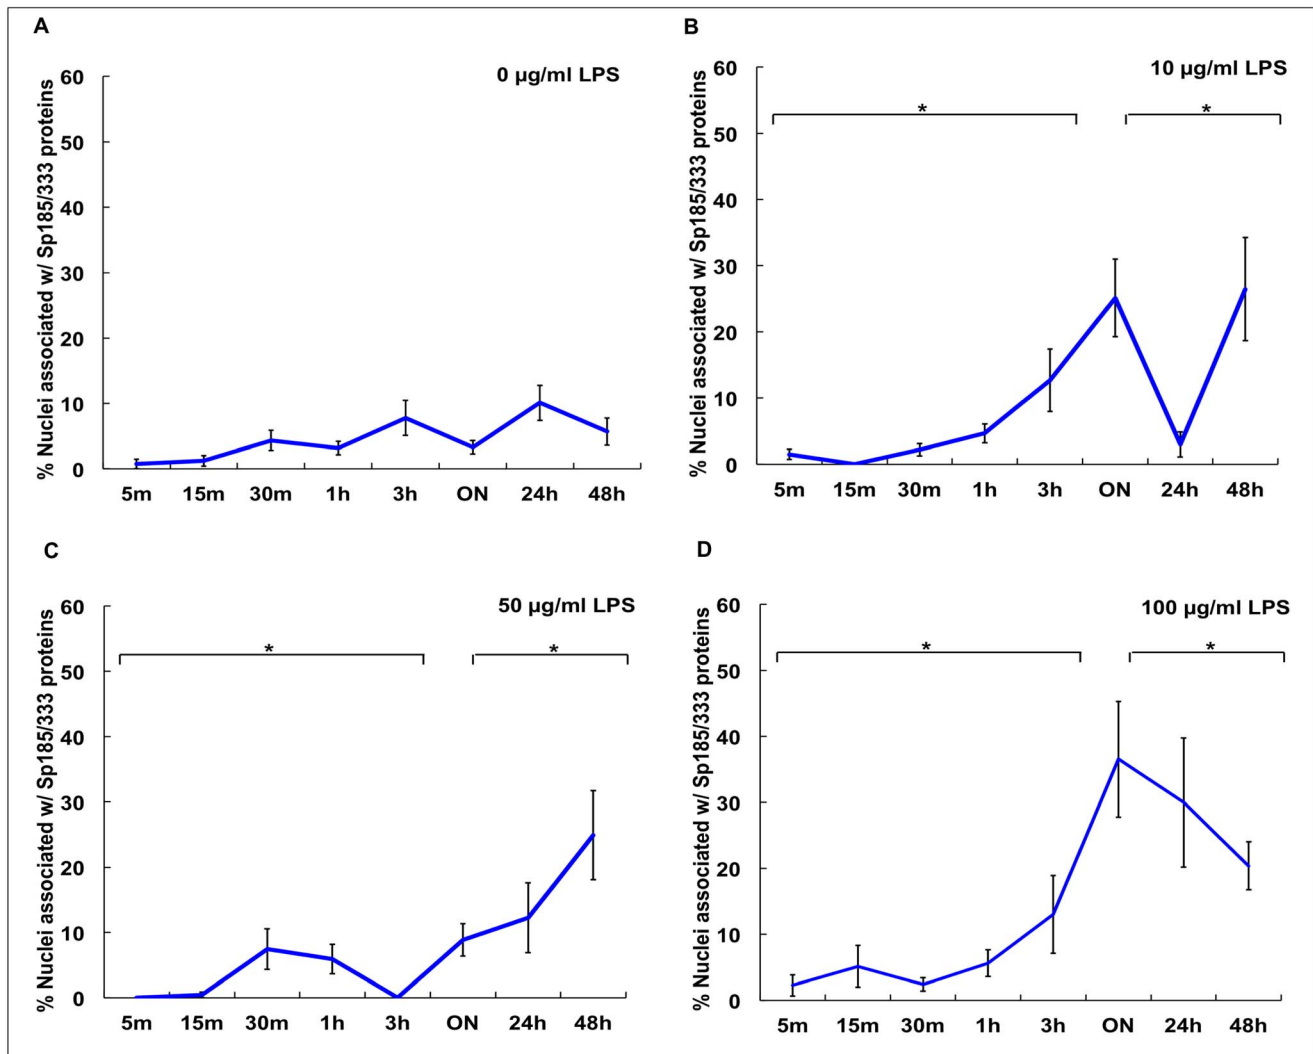 A
0 µg/ml LPS
% Nuclei associated w/ Sp185/333 proteins
60
50
40
30
20
10
0
5m 15m 30m 1h 3h ON 24h 48h
B
10 µg/ml LPS
% Nuclei associated w/ Sp185/333 proteins
60
50
40
30
20
10
0
* *
5m 15m 30m 1h 3h ON 24h 48h
C
50 µg/ml LPS
% Nuclei associated w/ Sp185/333 proteins
60
50
40
30
20
10
0
* *
5m 15m 30m 1h 3h ON 24h 48h
D
100 µg/ml LPS
% Nuclei associated w/ Sp185/333 proteins
60
50
40
30
20
10
0
* *
5m 15m 30m 1h 3h ON 24h 48h